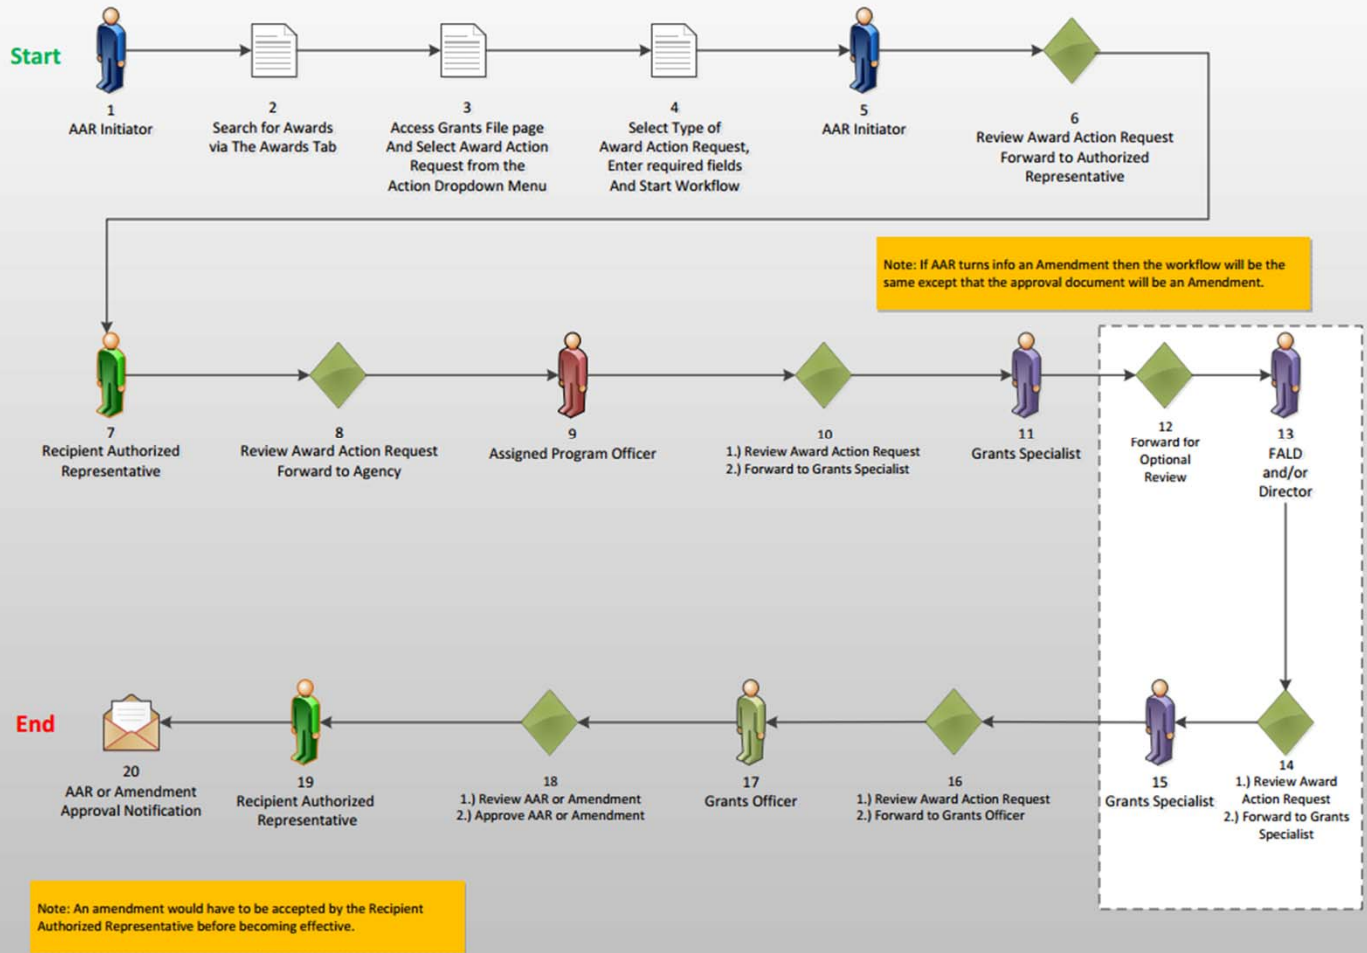 Start
1
AAR Initiator
2
Search for Awards
via The Awards Tab
3
Access Grants File page
And Select Award Action
Request from the
Action Dropdown Menu
4
Select Type of
Award Action Request,
Enter required fields
And Start Workflow
5
AAR Initiator
6
Review Award Action Request
Forward to Authorized
Representative
Note: If AAR turns info an Amendment then the workflow will be the
same except that the approval document will be an Amendment.
7
Recipient Authorized
Representative
8
Review Award Action Request
Forward to Agency
9
Assigned Program Officer
10
1.) Review Award Action Request
2.) Forward to Grants Specialist
11
Grants Specialist
12
Forward for
Optional
Review
13
FALD
and/or
Director
14
1.) Review Award
Action Request
2.) Forward to Grants
Specialist
15
Grants Specialist
16
1.) Review Award Action Request
2.) Forward to Grants Officer
17
Grants Officer
18
1.) Review AAR or Amendment
2.) Approve AAR or Amendment
19
Recipient Authorized
Representative
20
AAR or Amendment
Approval Notification
End
Note: An amendment would have to be accepted by the Recipient
Authorized Representative before becoming effective.